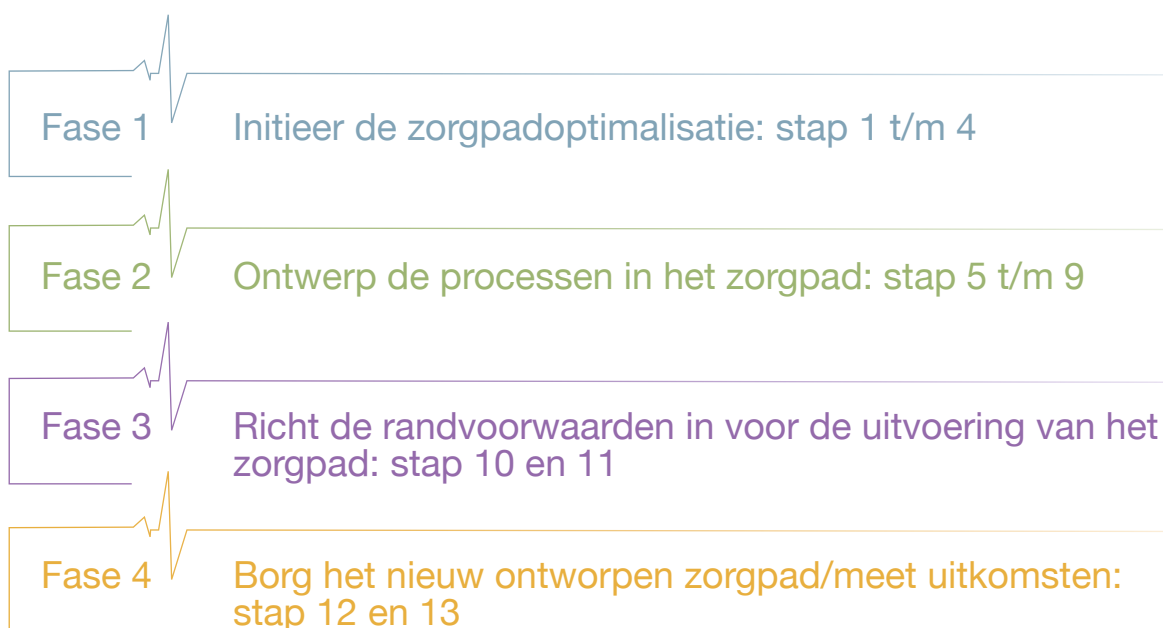 Fase 1
Initieer de zorgpadoptimalisatie: stap 1 t/m 4
Fase 2
Ontwerp de processen in het zorgpad: stap 5 t/m 9
Fase 3
Richt de randvoorwaarden in voor de uitvoering van het
zorgpad: stap 10 en 11
Fase 4
Borg het nieuw ontworpen zorgpad/meet uitkomsten:
stap 12 en 13